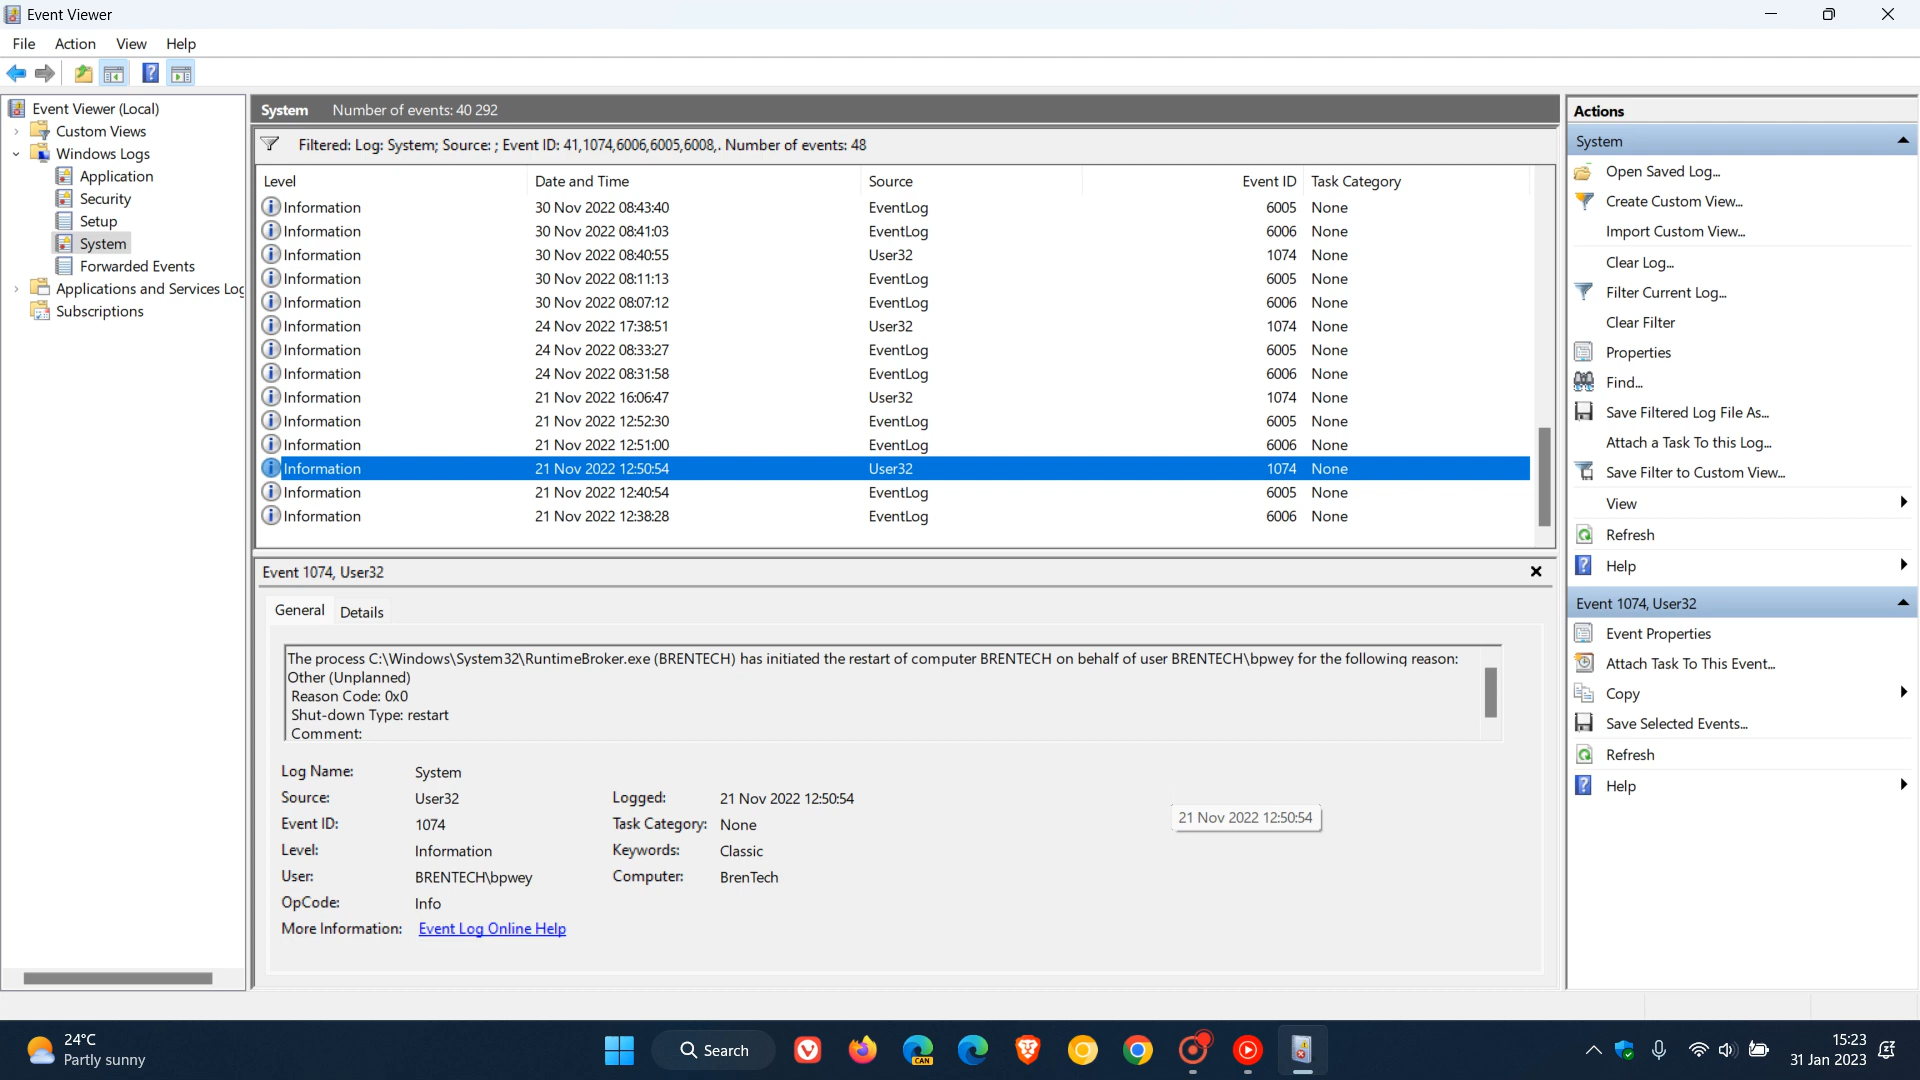 Event Viewer
File Action View Help
Event Viewer (Local)
Custom Views
Windows Logs
Application
Security
Setup
System
Forwarded Events
Applications and Services Log
Subscriptions
System Number of events: 40 292
Filtered: Log: System; Source: ; Event ID: 41,1074,6006,6005,6008,. Number of events: 48
Level Date and Time Source Event ID Task Category
Information 30 Nov 2022 08:43:40 EventLog 6005 None
Information 30 Nov 2022 08:41:03 EventLog 6006 None
Information 30 Nov 2022 08:40:55 User32 1074 None
Information 30 Nov 2022 08:11:13 EventLog 6005 None
Information 30 Nov 2022 08:07:12 EventLog 6006 None
Information 24 Nov 2022 17:38:51 User32 1074 None
Information 24 Nov 2022 08:33:27 EventLog 6005 None
Information 24 Nov 2022 08:31:58 EventLog 6006 None
Information 21 Nov 2022 16:06:47 User32 1074 None
Information 21 Nov 2022 12:52:30 EventLog 6005 None
Information 21 Nov 2022 12:51:00 EventLog 6006 None
Information 21 Nov 2022 12:50:54 User32 1074 None
Information 21 Nov 2022 12:40:54 EventLog 6005 None
Information 21 Nov 2022 12:38:28 EventLog 6006 None
Event 1074, User32
General Details
The process C:\Windows\System32\RuntimeBroker.exe (BRENTECH) has initiated the restart of computer BRENTECH on behalf of user BRENTECH\bpwey for the following reason:
Other (Unplanned)
Reason Code: 0x0
Shut-down Type: restart
Comment:
Log Name: System
Source: User32 Logged: 21 Nov 2022 12:50:54
Event ID: 1074 Task Category: None
Level: Information Keywords: Classic
User: BRENTECH\bpwey Computer: BrenTech
OpCode: Info
More Information: Event Log Online Help
21 Nov 2022 12:50:54
Actions
System
Open Saved Log...
Create Custom View...
Import Custom View...
Clear Log...
Filter Current Log...
Clear Filter
Properties
Find...
Save Filtered Log File As...
Attach a Task To this Log...
Save Filter to Custom View...
View
Refresh
Help
Event 1074, User32
Event Properties
Attach Task To This Event...
Copy
Save Selected Events...
Refresh
Help
24°C
Partly sunny
Search
CAN
15:23
31 Jan 2023